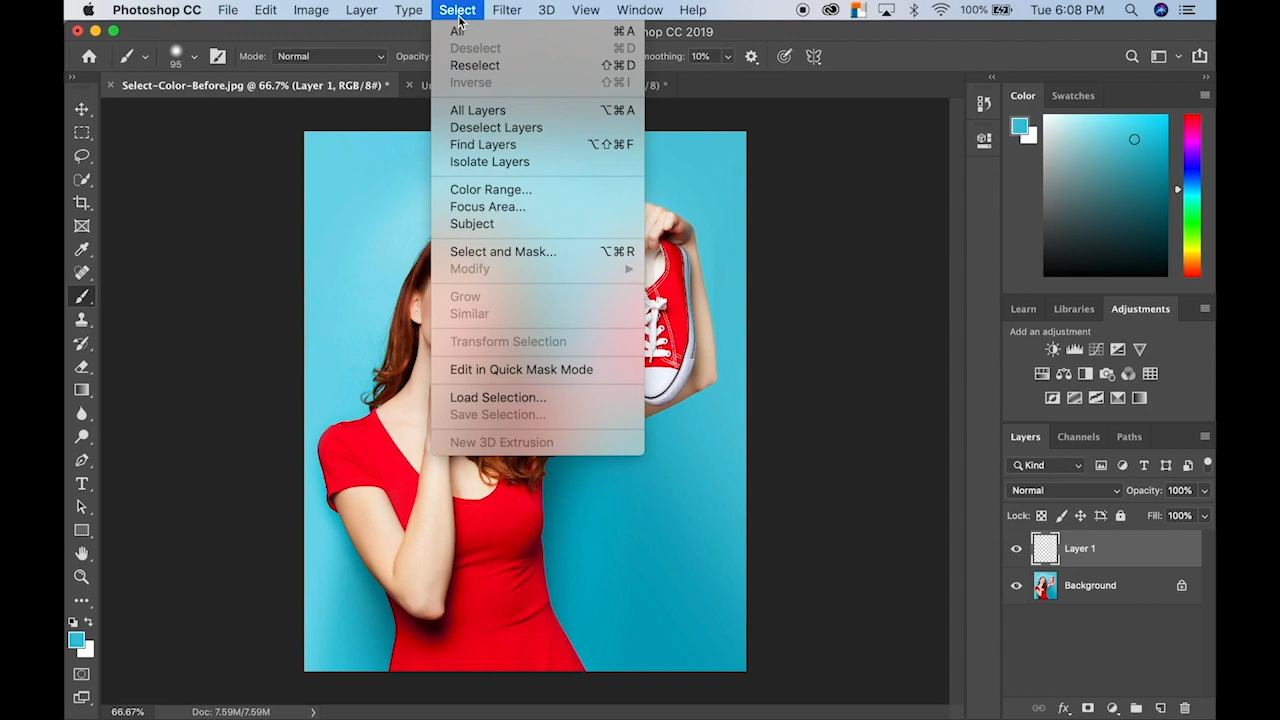 Photoshop CC File Edit Image Layer Type Select Filter 3D View Window Help 100% Tue 6:08 PM
hop CC 2019
95 Mode: Normal Opacity: moothing: 10%
Select-Color-Before.jpg @ 66.7% (Layer 1, RGB/8#) * /8) *
All ⌘A
Deselect ⌘D
Reselect ⇧⌘D
Inverse ⇧⌘I
All Layers ⌥⌘A
Deselect Layers
Find Layers ⌥⇧⌘F
Isolate Layers
Color Range...
Focus Area...
Subject
Select and Mask... ⌥⌘R
Modify
Grow
Similar
Transform Selection
Edit in Quick Mask Mode
Load Selection...
Save Selection...
New 3D Extrusion
Color Swatches
Learn Libraries Adjustments
Add an adjustment
Layers Channels Paths
Kind
Normal Opacity: 100%
Lock: Fill: 100%
Layer 1
Background
66.67% Doc: 7.59M/7.59M